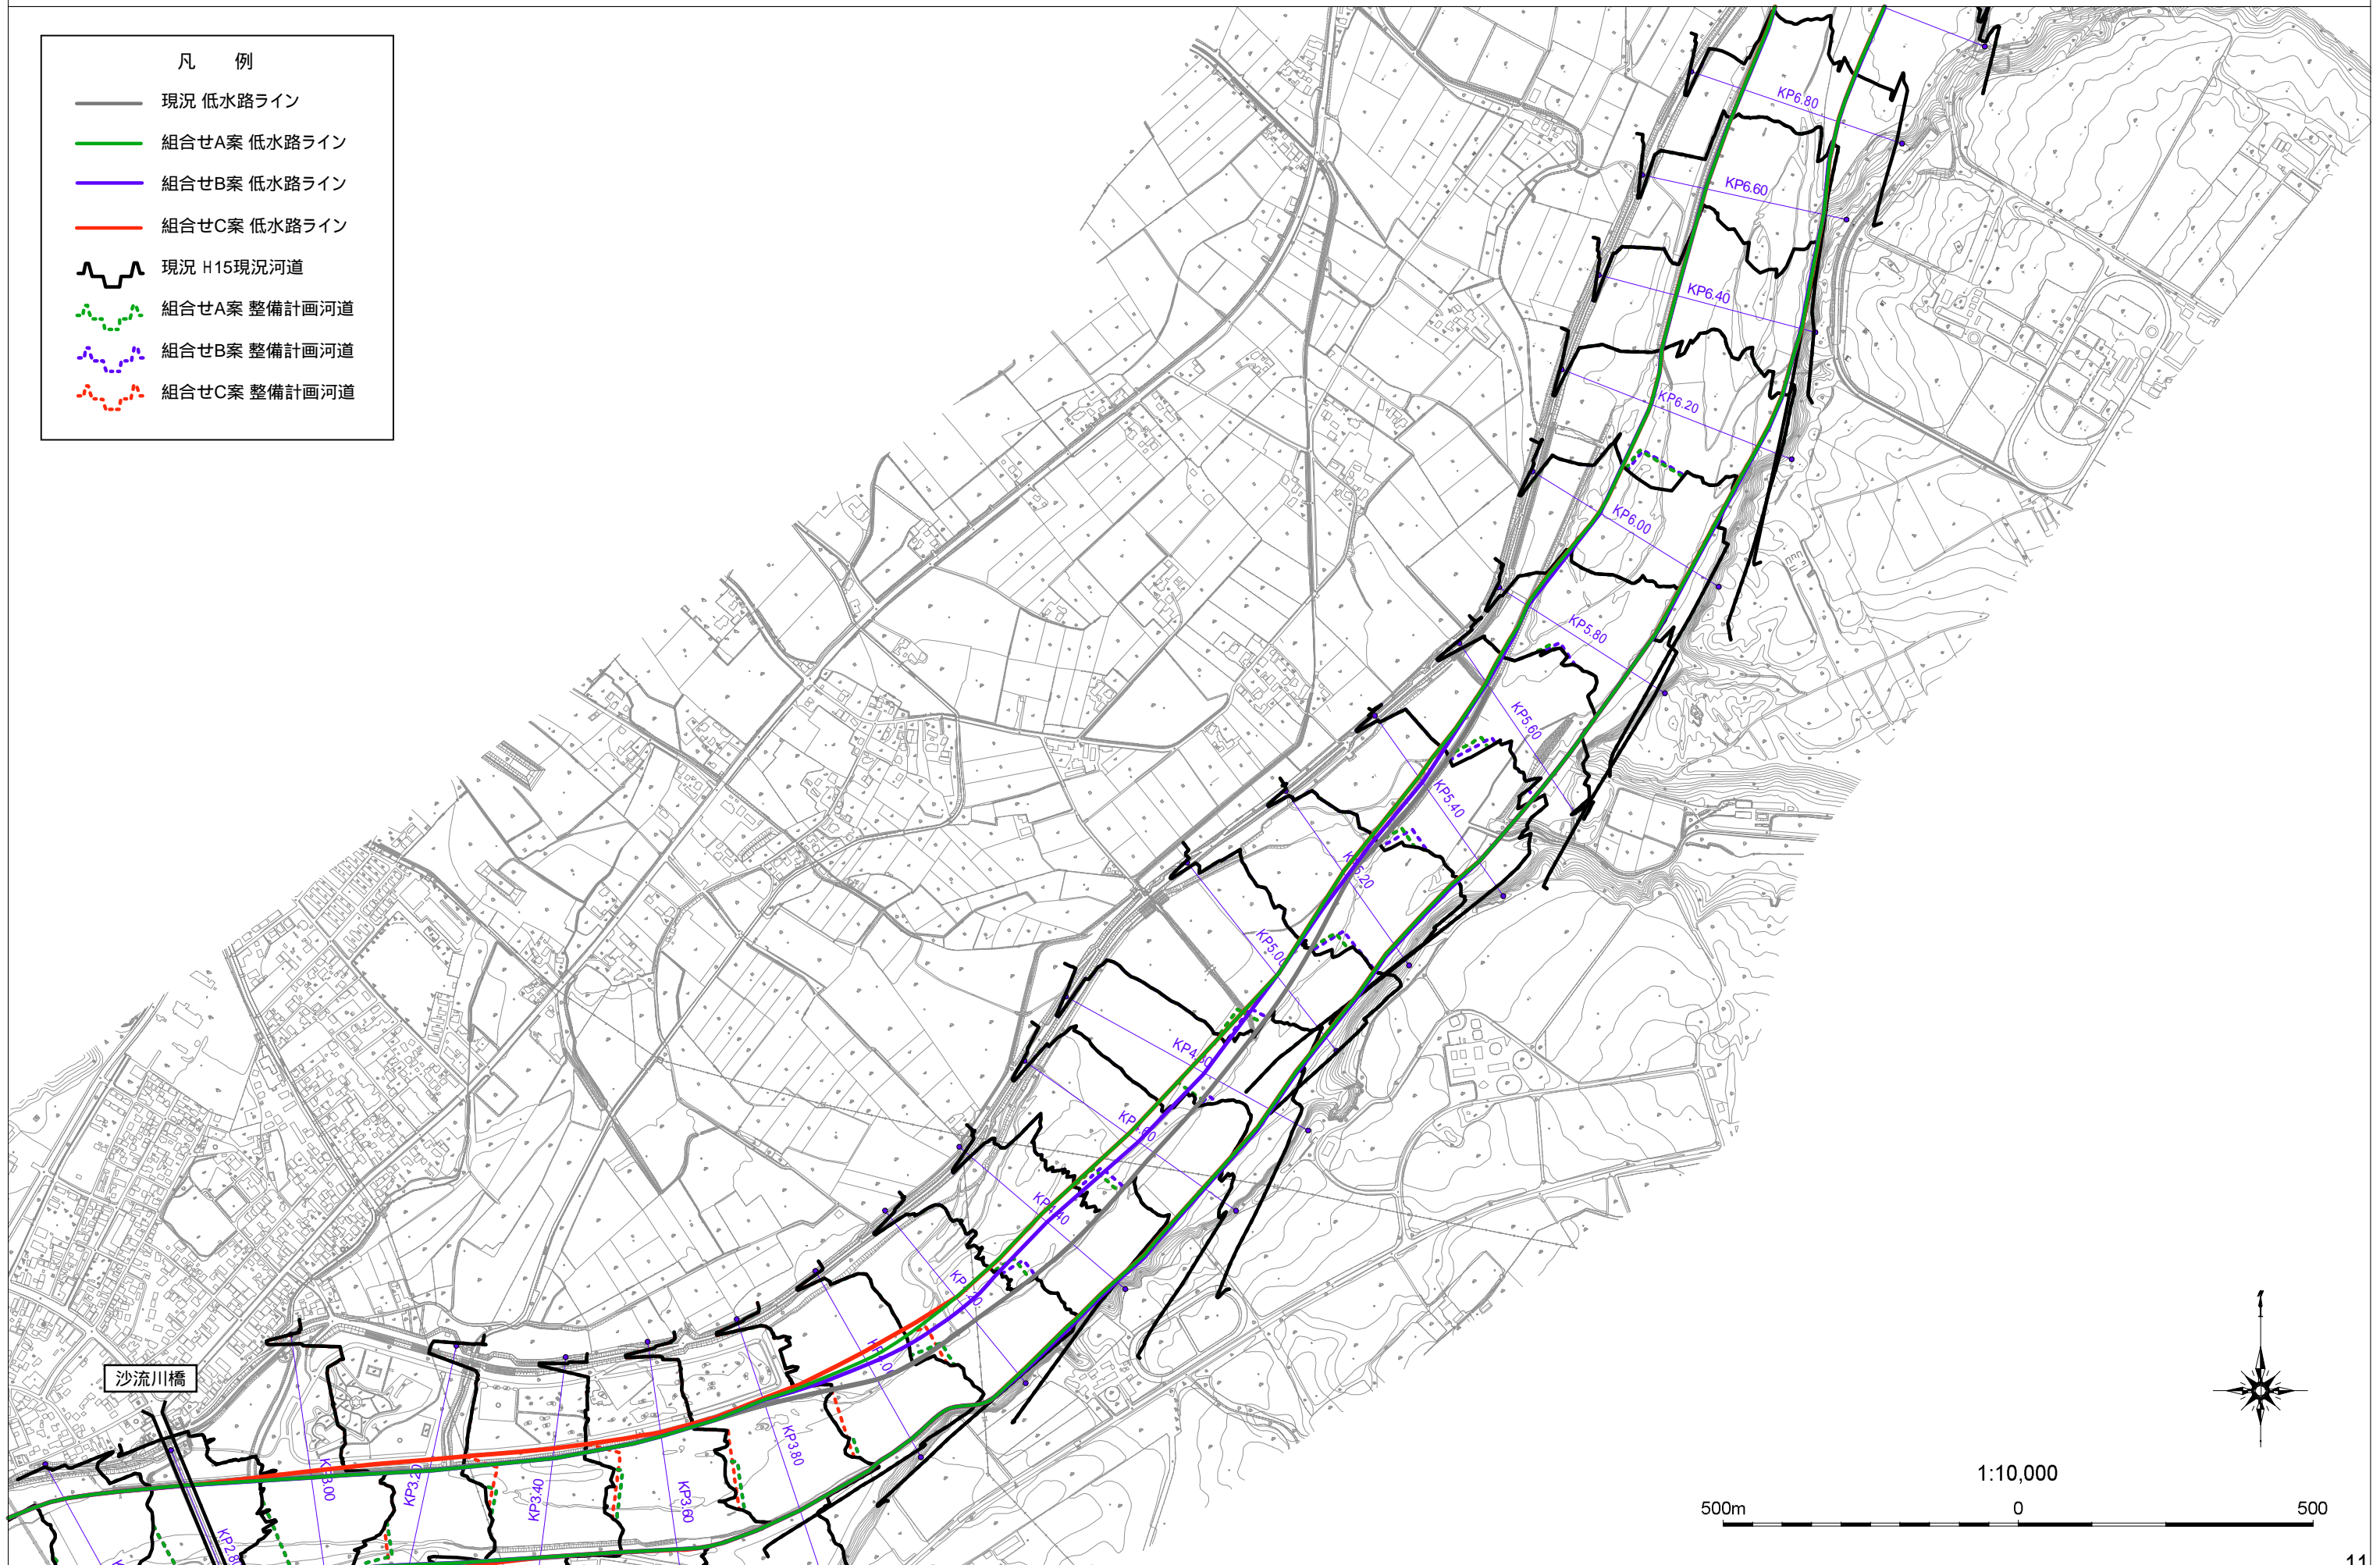 凡 例
現況 低水路ライン
組合せA案 低水路ライン
組合せB案 低水路ライン
組合せC案 低水路ライン
現況 H15現況河道
組合せA案 整備計画河道
組合せB案 整備計画河道
組合せC案 整備計画河道
KP6.80
KP6.60
KP6.40
KP6.20
KP6.00
KP5.80
KP5.60
KP5.40
KP5.00
KP3.80
KP3.60
KP3.40
KP3.20
沙流川橋
1:10,000
500m 0 500
11